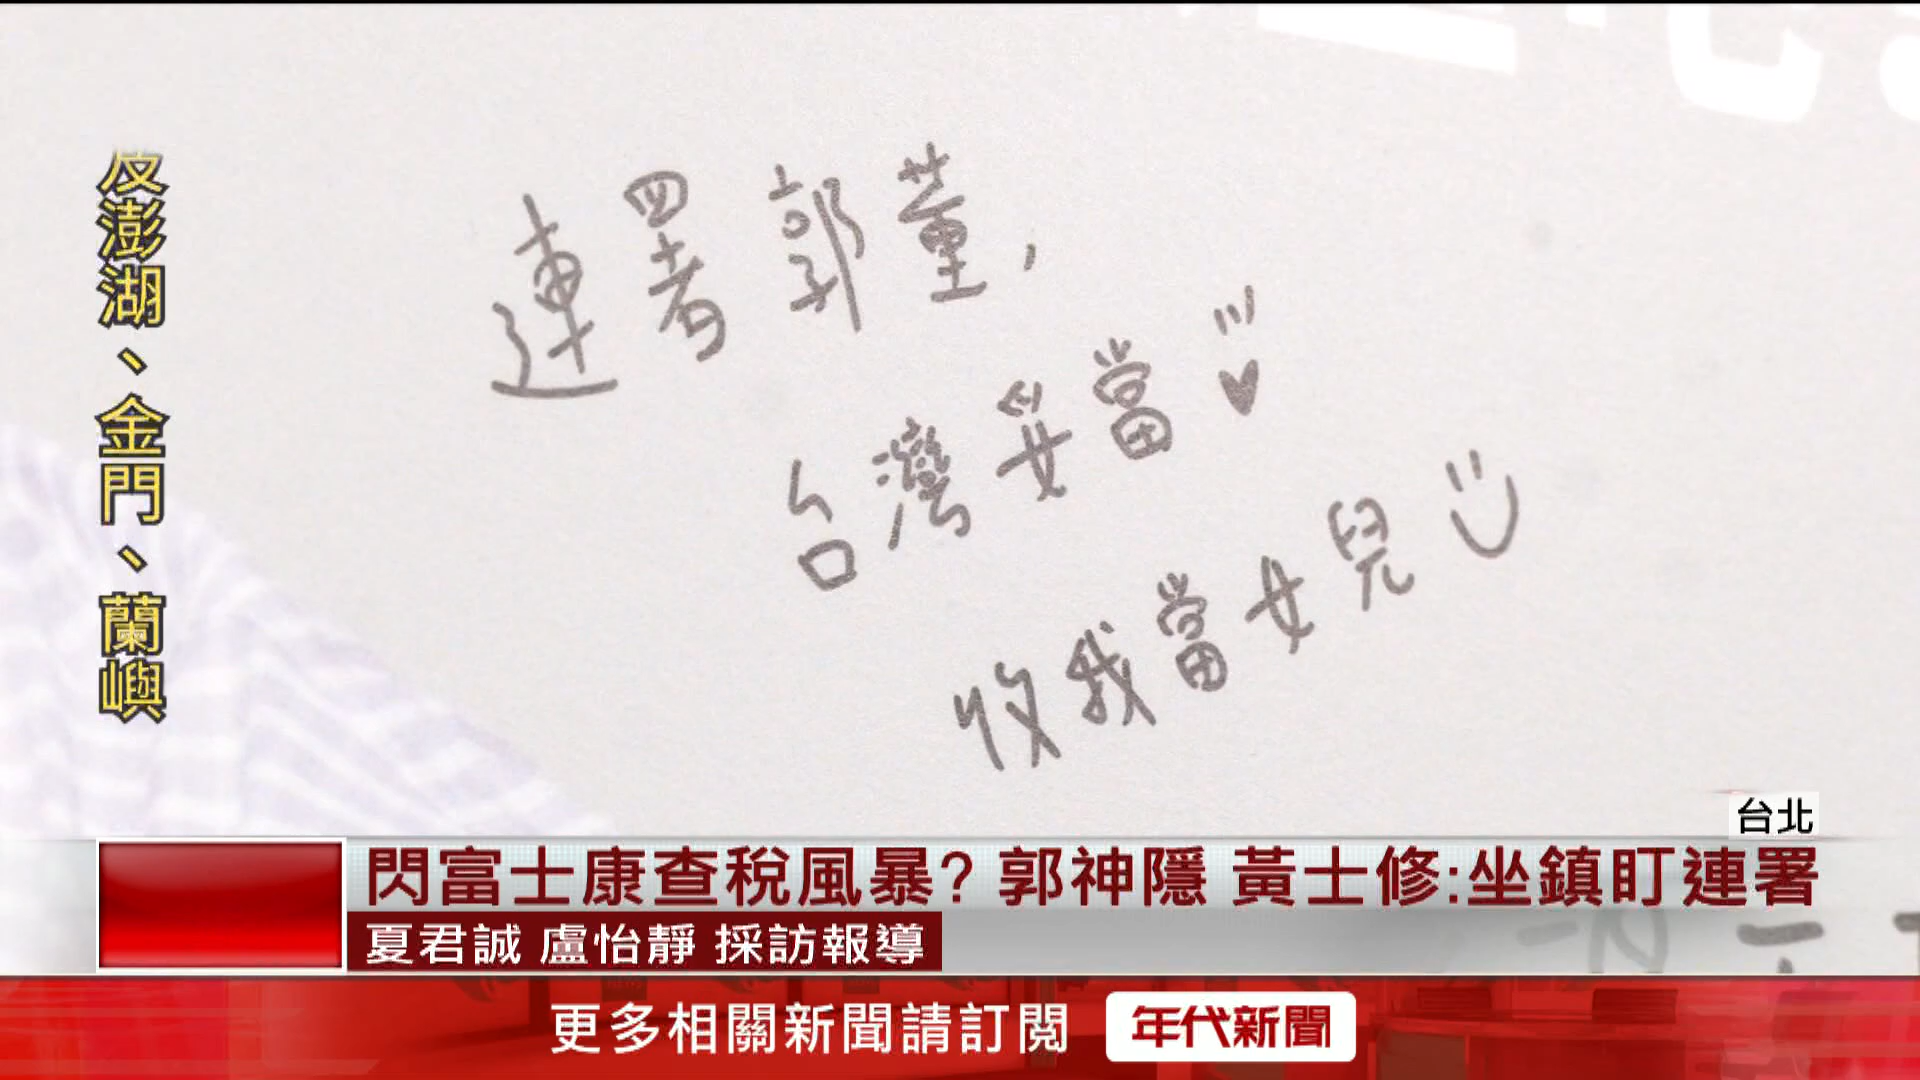 反澎湖、金門、蘭嶼
連署郭董,
台灣妥當
收我當女兒
台北
閃富士康查稅風暴? 郭神隱 黃士修:坐鎮盯連署
夏君誠 盧怡靜 採訪報導
更多相關新聞請訂閱 年代新聞